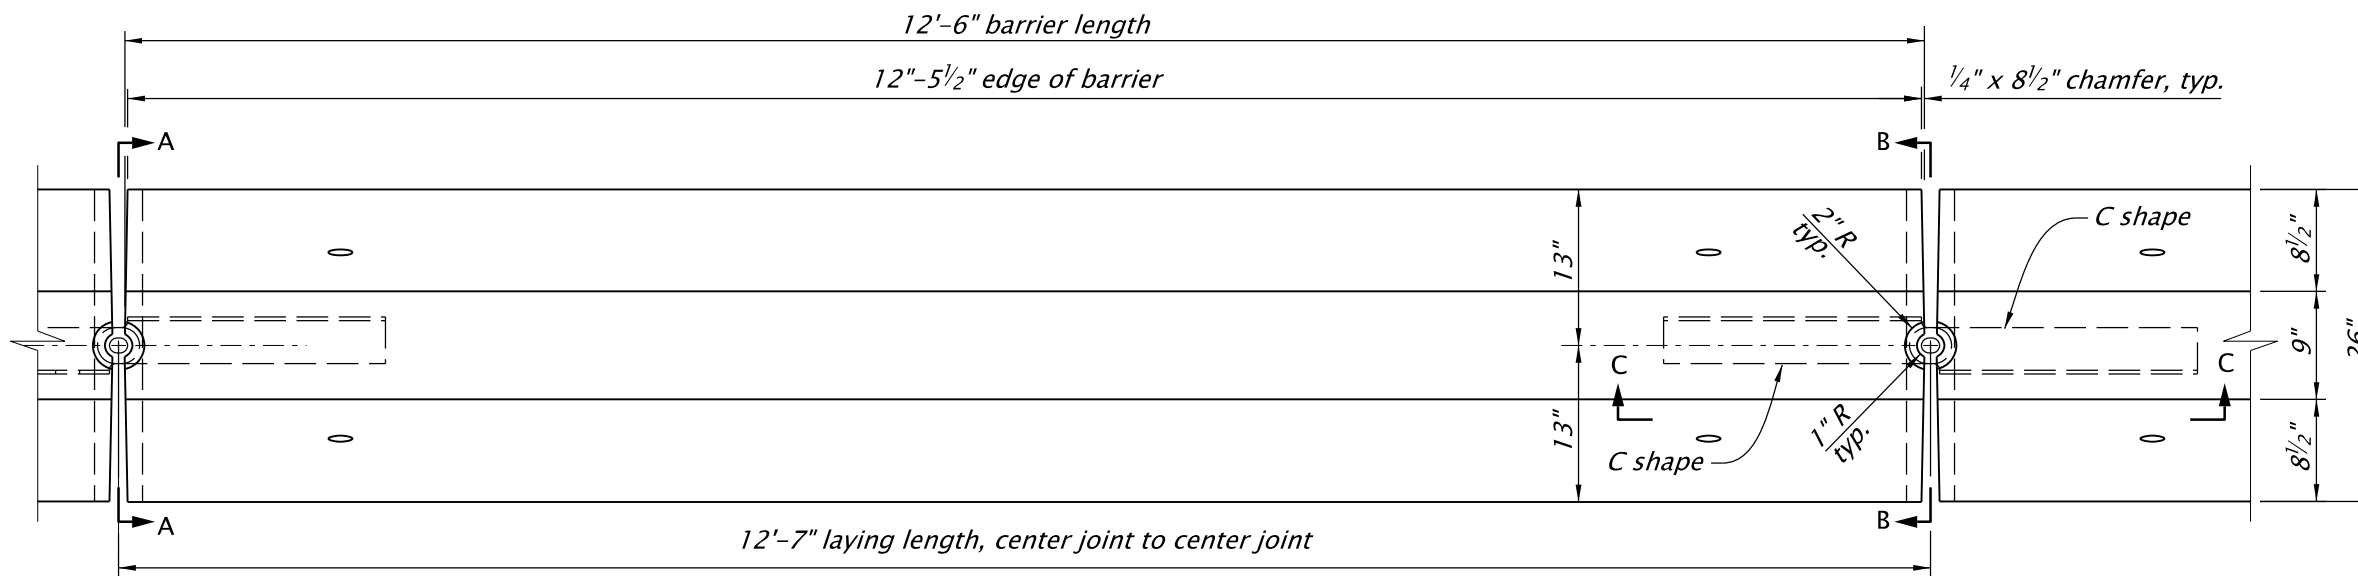 12'–6" barrier length
12"–5½" edge of barrier
¼" x 8½" chamfer, typ.
A
B
2" R
typ.
C shape
13"
8½"
9"
26"
C
C
13"
1" R
typ.
C shape
8½"
A
B
12'–7" laying length, center joint to center joint